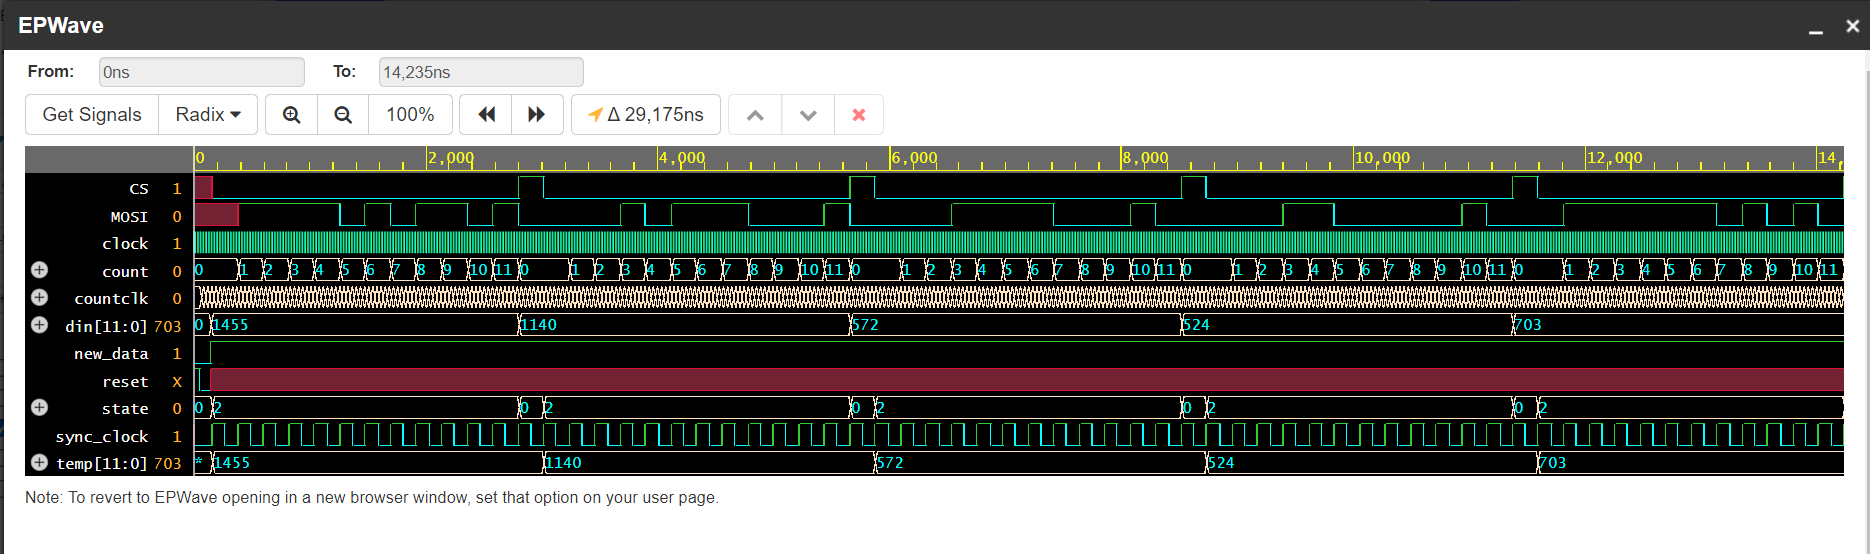 EPWave
From: 0ns To: 14,235ns
Get Signals Radix 100% Δ 29,175ns
0 2,000 4,000 6,000 8,000 10,000 12,000 14,
CS 1
MOSI 0
clock 1
count 0 0 1 2 3 4 5 6 7 8 9 10 11 0 1 2 3 4 5 6 7 8 9 10 11 0 1 2 3 4 5 6 7 8 9 10 11 0 1 2 3 4 5 6 7 8 9 10 11 0 1 2 3 4 5 6 7 8 9 10 11
countclk 0
din[11:0] 703 0 1455 1140 572 524 703
new_data 1
reset X
state 0 0 2 0 2 0 2 0 2 0 2
sync_clock 1
temp[11:0] 703 * 1455 1140 572 524 703
Note: To revert to EPWave opening in a new browser window, set that option on your user page.